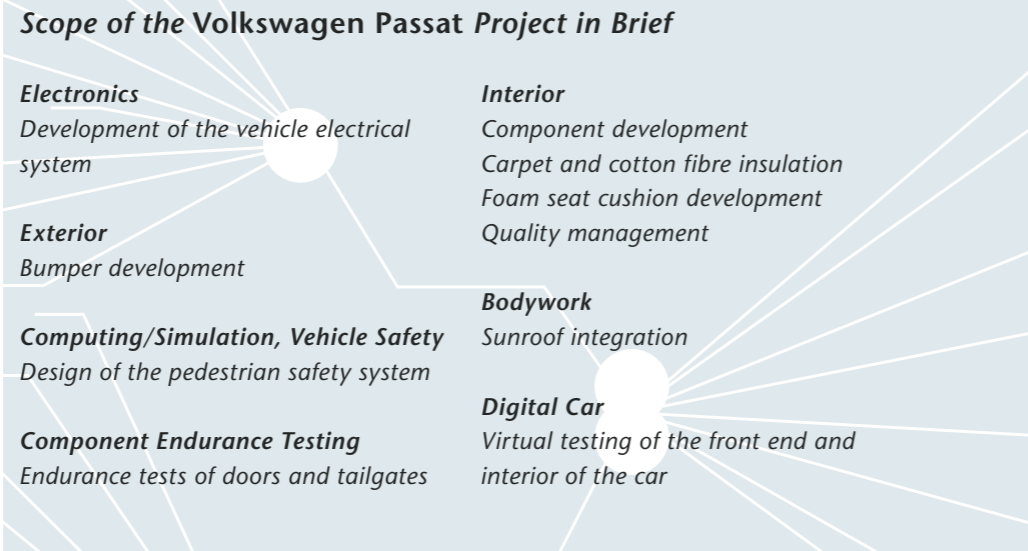 Scope of the Volkswagen Passat Project in Brief
Electronics
Development of the vehicle electrical
system
Exterior
Bumper development
Computing/Simulation, Vehicle Safety
Design of the pedestrian safety system
Component Endurance Testing
Endurance tests of doors and tailgates
Interior
Component development
Carpet and cotton fibre insulation
Foam seat cushion development
Quality management
Bodywork
Sunroof integration
Digital Car
Virtual testing of the front end and
interior of the car